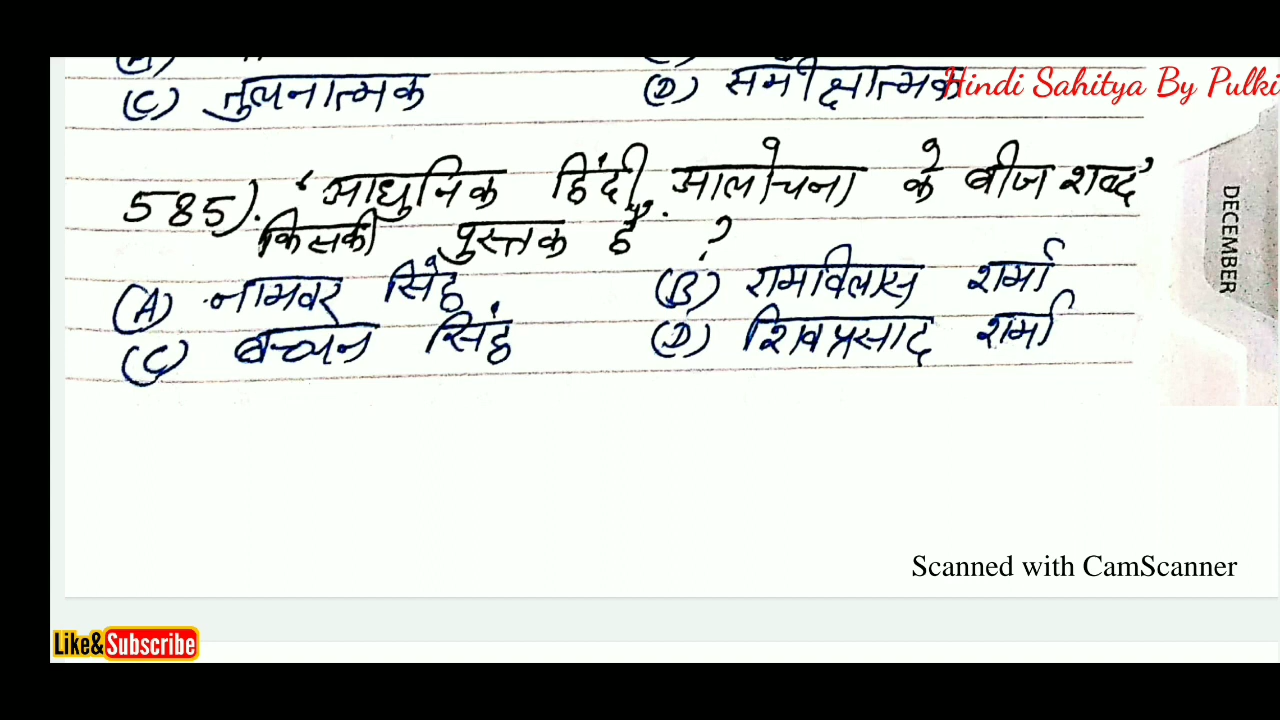 (C) तुलनात्मक (D) समीक्षात्मक
Hindi Sahitya By Pulki
585). 'आधुनिक हिंदी आलोचना के बीज शब्द'
किसकी पुस्तक है ?
(A) नामवर सिंह (B) रामविलास शर्मा
(C) बच्चन सिंह (D) शिवप्रसाद शर्मा
DECEMBER
Scanned with CamScanner
Like& Subscribe